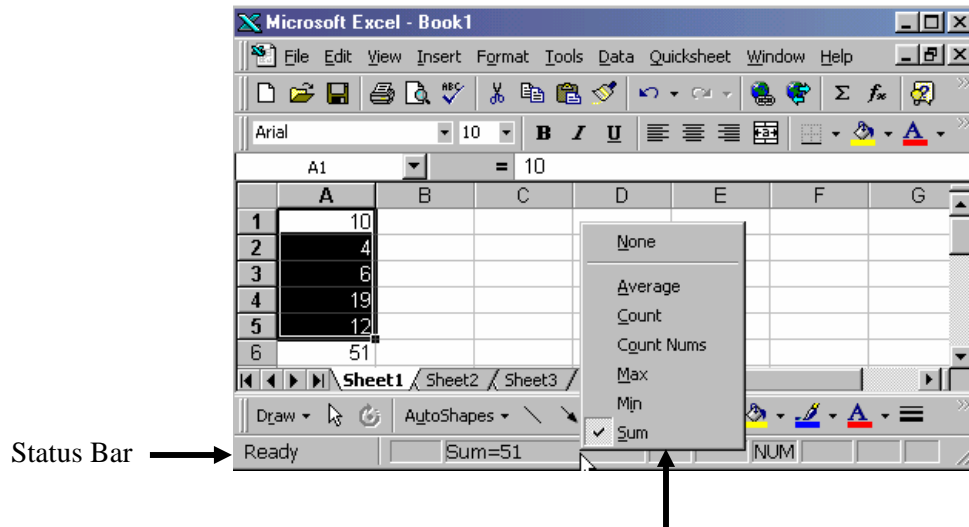 Microsoft Excel - Book1
File Edit View Insert Format Tools Data Quicksheet Window Help
ABC Σ fx
Arial 10 B I U a A
A1 = 10
A B C D E F G
1 10
2 4
3 6
4 19
5 12
6 51
None
Average
Count
Count Nums
Max
Min
Sum
Sheet1 Sheet2 Sheet3
Draw AutoShapes A
Status Bar
Ready Sum=51 NUM